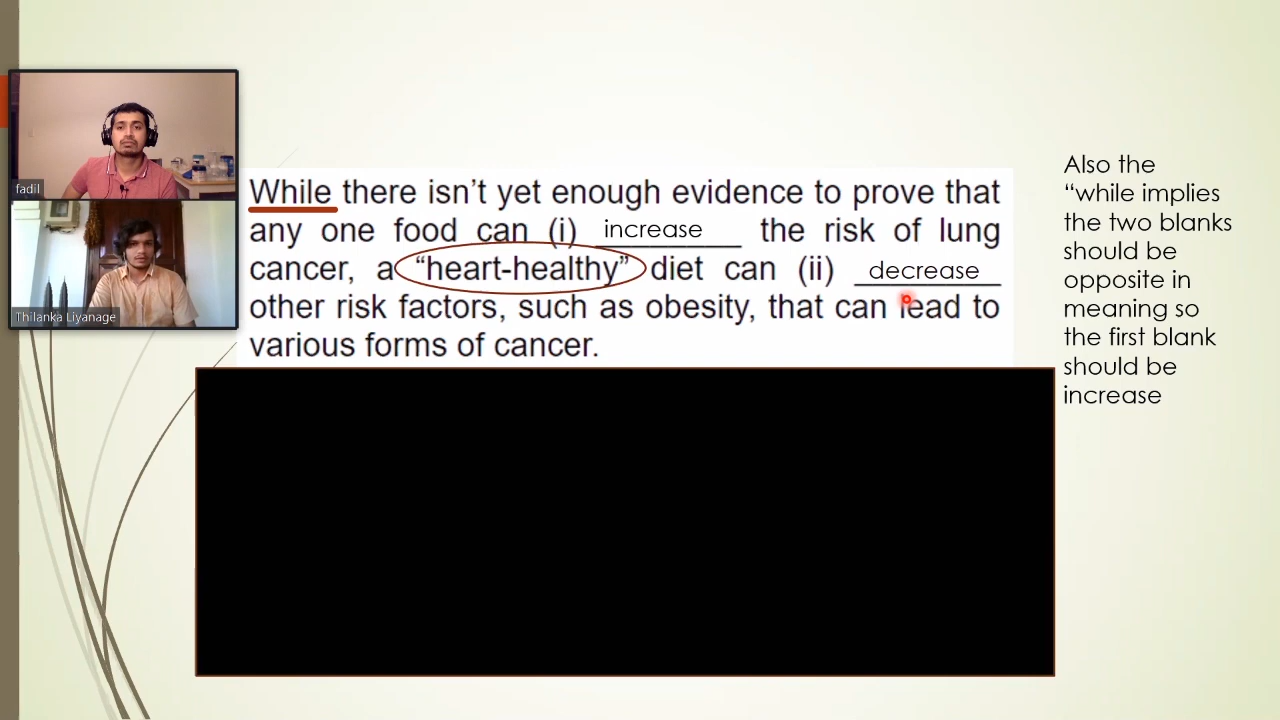 fadil
Thilanka Liyanage
While there isn't yet enough evidence to prove that
any one food can (i) increase the risk of lung
cancer, a “heart-healthy” diet can (ii) decrease
other risk factors, such as obesity, that can lead to
various forms of cancer.
Also the
“while implies
the two blanks
should be
opposite in
meaning so
the first blank
should be
increase